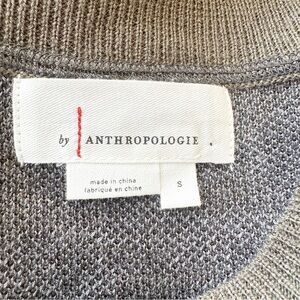 by ANTHROPOLOGIE.
made in china
fabriqué en chine
S